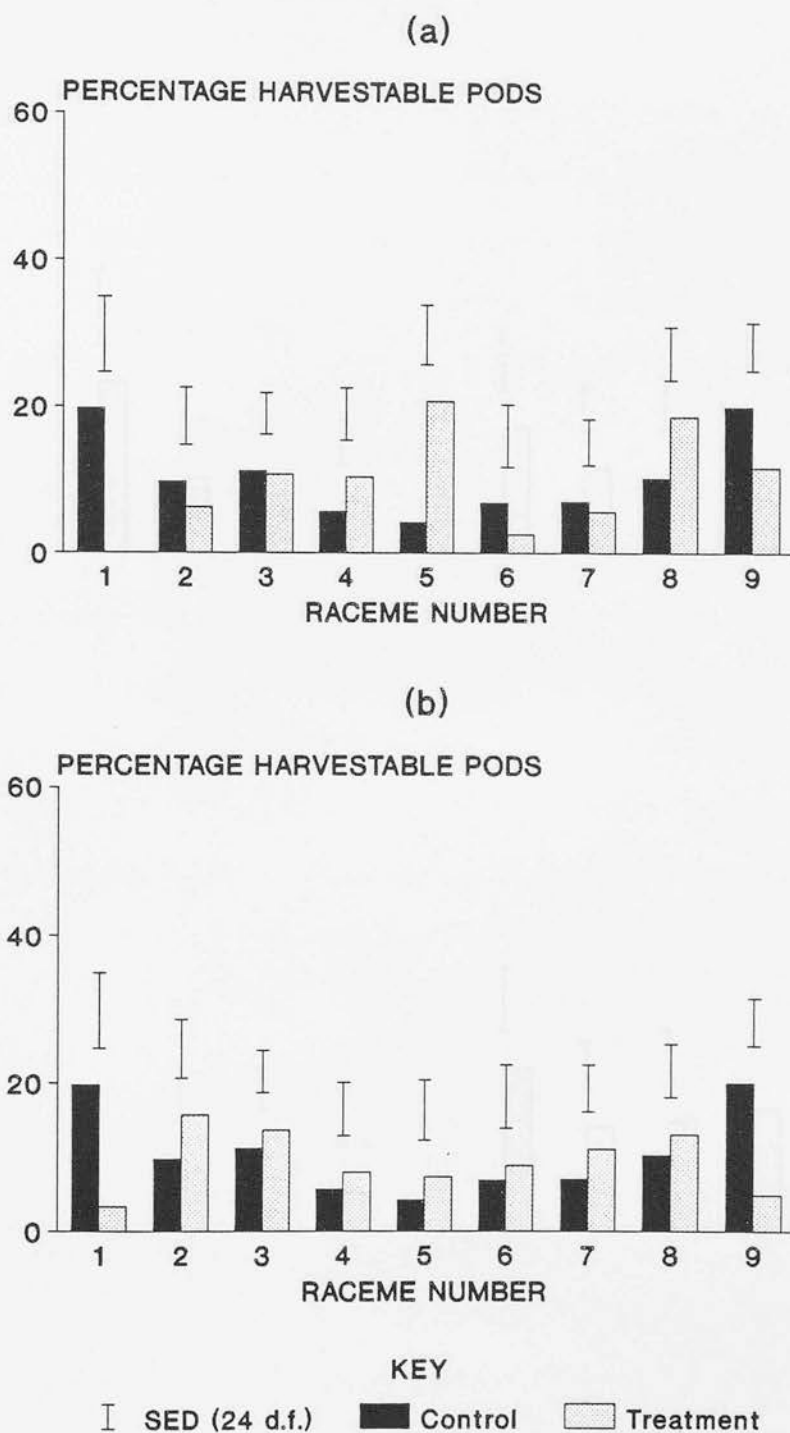 (a)
PERCENTAGE HARVESTABLE PODS
60
40
20
0
1 2 3 4 5 6 7 8 9
RACEME NUMBER
(b)
PERCENTAGE HARVESTABLE PODS
60
40
20
0
1 2 3 4 5 6 7 8 9
RACEME NUMBER
KEY
SED (24 d.f.) Control Treatment